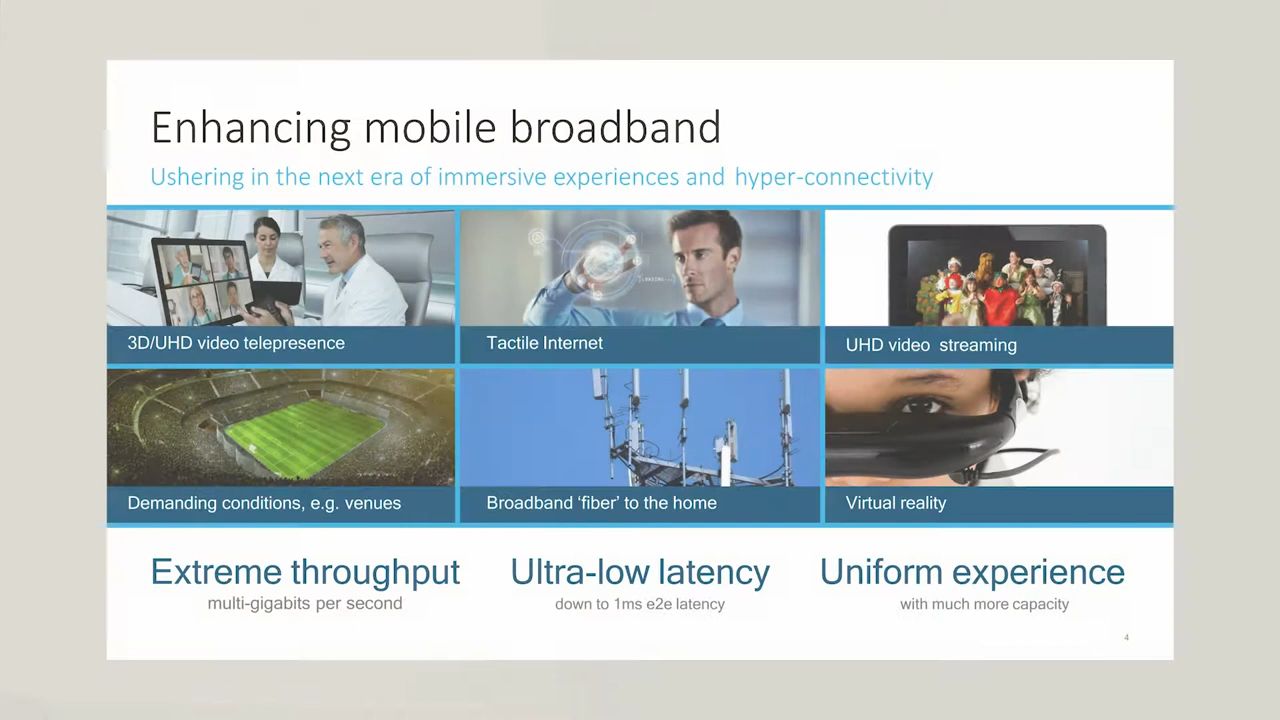 Enhancing mobile broadband
Ushering in the next era of immersive experiences and hyper-connectivity
3D/UHD video telepresence
Tactile Internet
UHD video streaming
Demanding conditions, e.g. venues
Broadband ‘fiber’ to the home
Virtual reality
Extreme throughput
multi-gigabits per second
Ultra-low latency
down to 1ms e2e latency
Uniform experience
with much more capacity
4